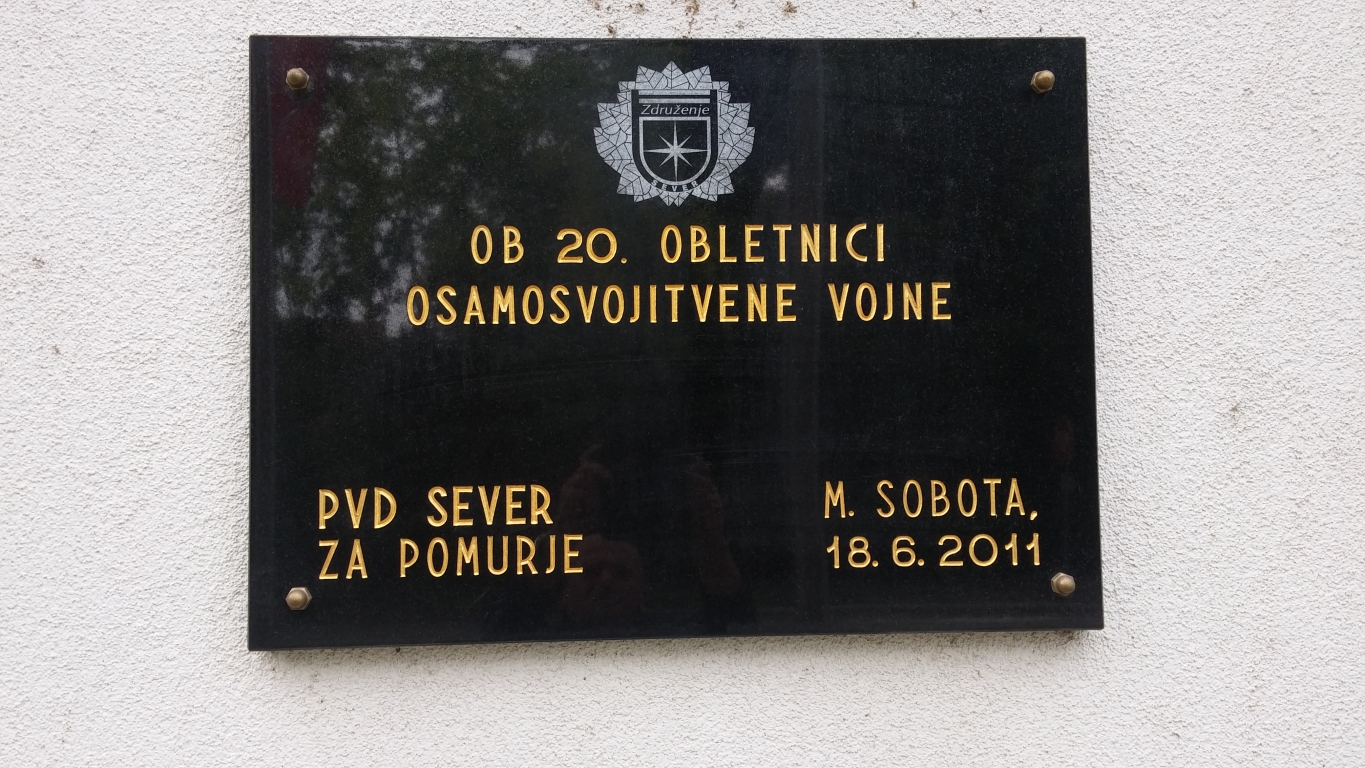 Združenje
SEVER
OB 20. OBLETNICI
OSAMOSVOJITVENE VOJNE
PVD SEVER
ZA POMURJE
M. SOBOTA,
18.6.2011